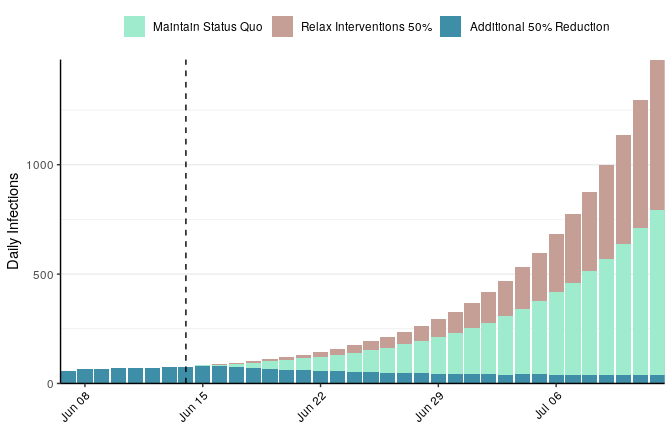 Maintain Status Quo Relax Interventions 50% Additional 50% Reduction
Daily Infections
1000
500
0
Jun 08 Jun 15 Jun 22 Jun 29 Jul 06